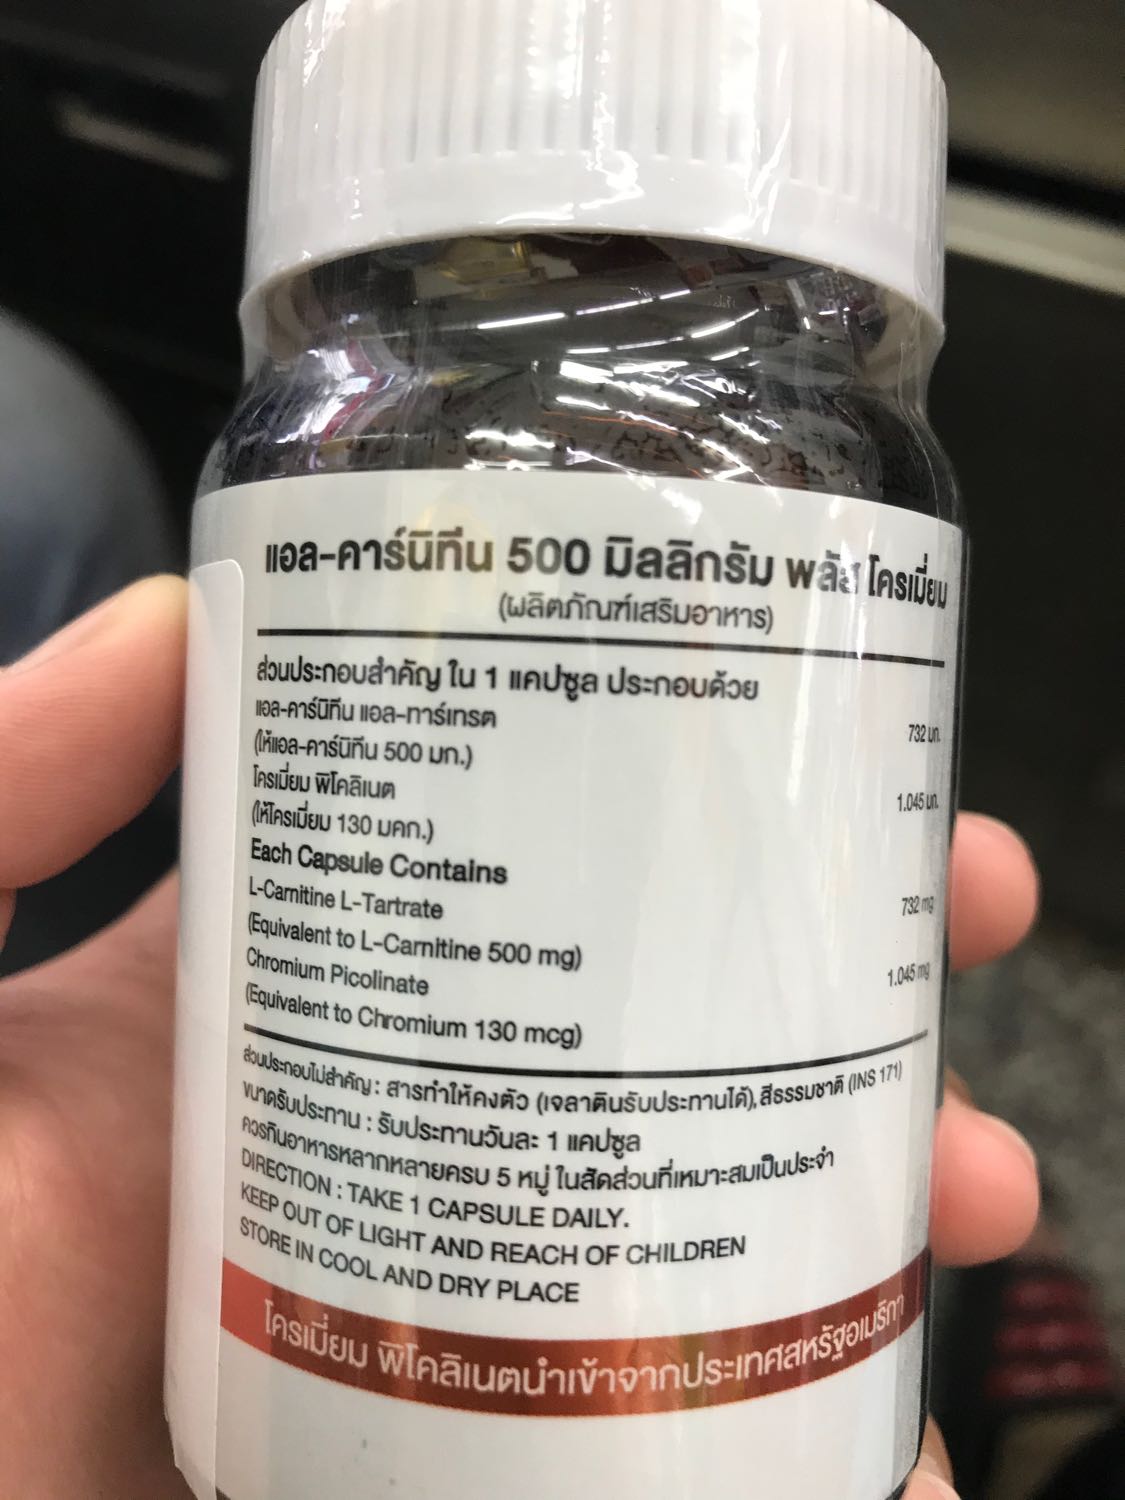 แอล-คาร์นิทีน 500 มิลลิกรัม พลัส โครเมี่ยม
(ผลิตภัณฑ์เสริมอาหาร)
ส่วนประกอบสำคัญ ใน 1 แคปซูล ประกอบด้วย
แอล-คาร์นิทีน แอล-ทาร์เทรต 732 มก.
(ให้แอล-คาร์นิทีน 500 มก.)
โครเมี่ยม พิโคลิเนต 1.045 มก.
(ให้โครเมี่ยม 130 มคก.)
Each Capsule Contains
L-Carnitine L-Tartrate 732 mg
(Equivalent to L-Carnitine 500 mg)
Chromium Picolinate 1.045 mg
(Equivalent to Chromium 130 mcg)
ส่วนประกอบไม่สำคัญ : สารทำให้คงตัว (เจลาตินรับประทานได้), สีธรรมชาติ (INS 171)
ขนาดรับประทาน : รับประทานวันละ 1 แคปซูล
ควรกินอาหารหลากหลายครบ 5 หมู่ ในสัดส่วนที่เหมาะสมเป็นประจำ
DIRECTION : TAKE 1 CAPSULE DAILY.
KEEP OUT OF LIGHT AND REACH OF CHILDREN
STORE IN COOL AND DRY PLACE
โครเมี่ยม พิโคลิเนตนำเข้าจากประเทศสหรัฐอเมริกา